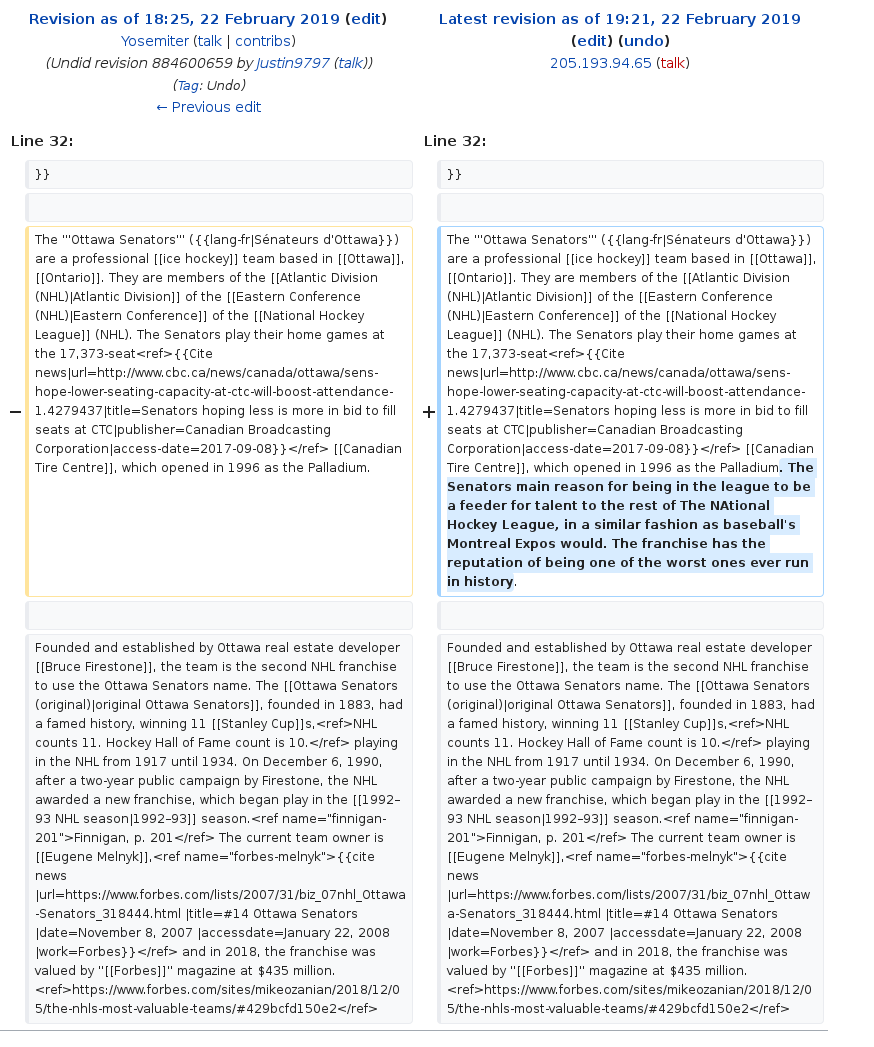 Revision as of 18:25, 22 February 2019 (edit)
Yosemiter (talk | contribs)
(Undid revision 884600659 by Justin9797 (talk))
(Tag: Undo)
← Previous edit
Latest revision as of 19:21, 22 February 2019
(edit) (undo)
205.193.94.65 (talk)
Line 32:
}}
The '''Ottawa Senators''' ({{lang-fr|Sénateurs d'Ottawa}})
are a professional [[ice hockey]] team based in [[Ottawa]],
[[Ontario]]. They are members of the [[Atlantic Division
(NHL)|Atlantic Division]] of the [[Eastern Conference
(NHL)|Eastern Conference]] of the [[National Hockey
League]] (NHL). The Senators play their home games at
the 17,373-seat<ref>{{Cite
news|url=http://www.cbc.ca/news/canada/ottawa/sens-
hope-lower-seating-capacity-at-ctc-will-boost-attendance-
1.4279437|title=Senators hoping less is more in bid to fill
seats at CTC|publisher=Canadian Broadcasting
Corporation|access-date=2017-09-08}}</ref> [[Canadian
Tire Centre]], which opened in 1996 as the Palladium.
−
Founded and established by Ottawa real estate developer
[[Bruce Firestone]], the team is the second NHL franchise
to use the Ottawa Senators name. The [[Ottawa Senators
(original)|original Ottawa Senators]], founded in 1883, had
a famed history, winning 11 [[Stanley Cup]]s,<ref>NHL
counts 11. Hockey Hall of Fame count is 10.</ref> playing
in the NHL from 1917 until 1934. On December 6, 1990,
after a two-year public campaign by Firestone, the NHL
awarded a new franchise, which began play in the [[1992–
93 NHL season|1992–93]] season.<ref name="finnigan-
201">Finnigan, p. 201</ref> The current team owner is
[[Eugene Melnyk]],<ref name="forbes-melnyk">{{cite
news
|url=https://www.forbes.com/lists/2007/31/biz_07nhl_Ottawa
-Senators_318444.html |title=#14 Ottawa Senators
|date=November 8, 2007 |accessdate=January 22, 2008
|work=Forbes}}</ref> and in 2018, the franchise was
valued by ''[[Forbes]]'' magazine at $435 million.
<ref>https://www.forbes.com/sites/mikeozanian/2018/12/0
5/the-nhls-most-valuable-teams/#429bcfd150e2</ref>
Line 32:
}}
+
The '''Ottawa Senators''' ({{lang-fr|Sénateurs d'Ottawa}})
are a professional [[ice hockey]] team based in [[Ottawa]],
[[Ontario]]. They are members of the [[Atlantic Division
(NHL)|Atlantic Division]] of the [[Eastern Conference
(NHL)|Eastern Conference]] of the [[National Hockey
League]] (NHL). The Senators play their home games at
the 17,373-seat<ref>{{Cite
news|url=http://www.cbc.ca/news/canada/ottawa/sens-
hope-lower-seating-capacity-at-ctc-will-boost-attendance-
1.4279437|title=Senators hoping less is more in bid to fill
seats at CTC|publisher=Canadian Broadcasting
Corporation|access-date=2017-09-08}}</ref> [[Canadian
Tire Centre]], which opened in 1996 as the Palladium. The
Senators main reason for being in the league to be
a feeder for talent to the rest of The NAtional
Hockey League, in a similar fashion as baseball's
Montreal Expos would. The franchise has the
reputation of being one of the worst ones ever run
in history.
Founded and established by Ottawa real estate developer
[[Bruce Firestone]], the team is the second NHL franchise
to use the Ottawa Senators name. The [[Ottawa Senators
(original)|original Ottawa Senators]], founded in 1883, had
a famed history, winning 11 [[Stanley Cup]]s,<ref>NHL
counts 11. Hockey Hall of Fame count is 10.</ref> playing
in the NHL from 1917 until 1934. On December 6, 1990,
after a two-year public campaign by Firestone, the NHL
awarded a new franchise, which began play in the [[1992–
93 NHL season|1992–93]] season.<ref name="finnigan-
201">Finnigan, p. 201</ref> The current team owner is
[[Eugene Melnyk]],<ref name="forbes-melnyk">{{cite
news
|url=https://www.forbes.com/lists/2007/31/biz_07nhl_Ottaw
a-Senators_318444.html |title=#14 Ottawa Senators
|date=November 8, 2007 |accessdate=January 22, 2008
|work=Forbes}}</ref> and in 2018, the franchise was
valued by ''[[Forbes]]'' magazine at $435 million.
<ref>https://www.forbes.com/sites/mikeozanian/2018/12/0
5/the-nhls-most-valuable-teams/#429bcfd150e2</ref>